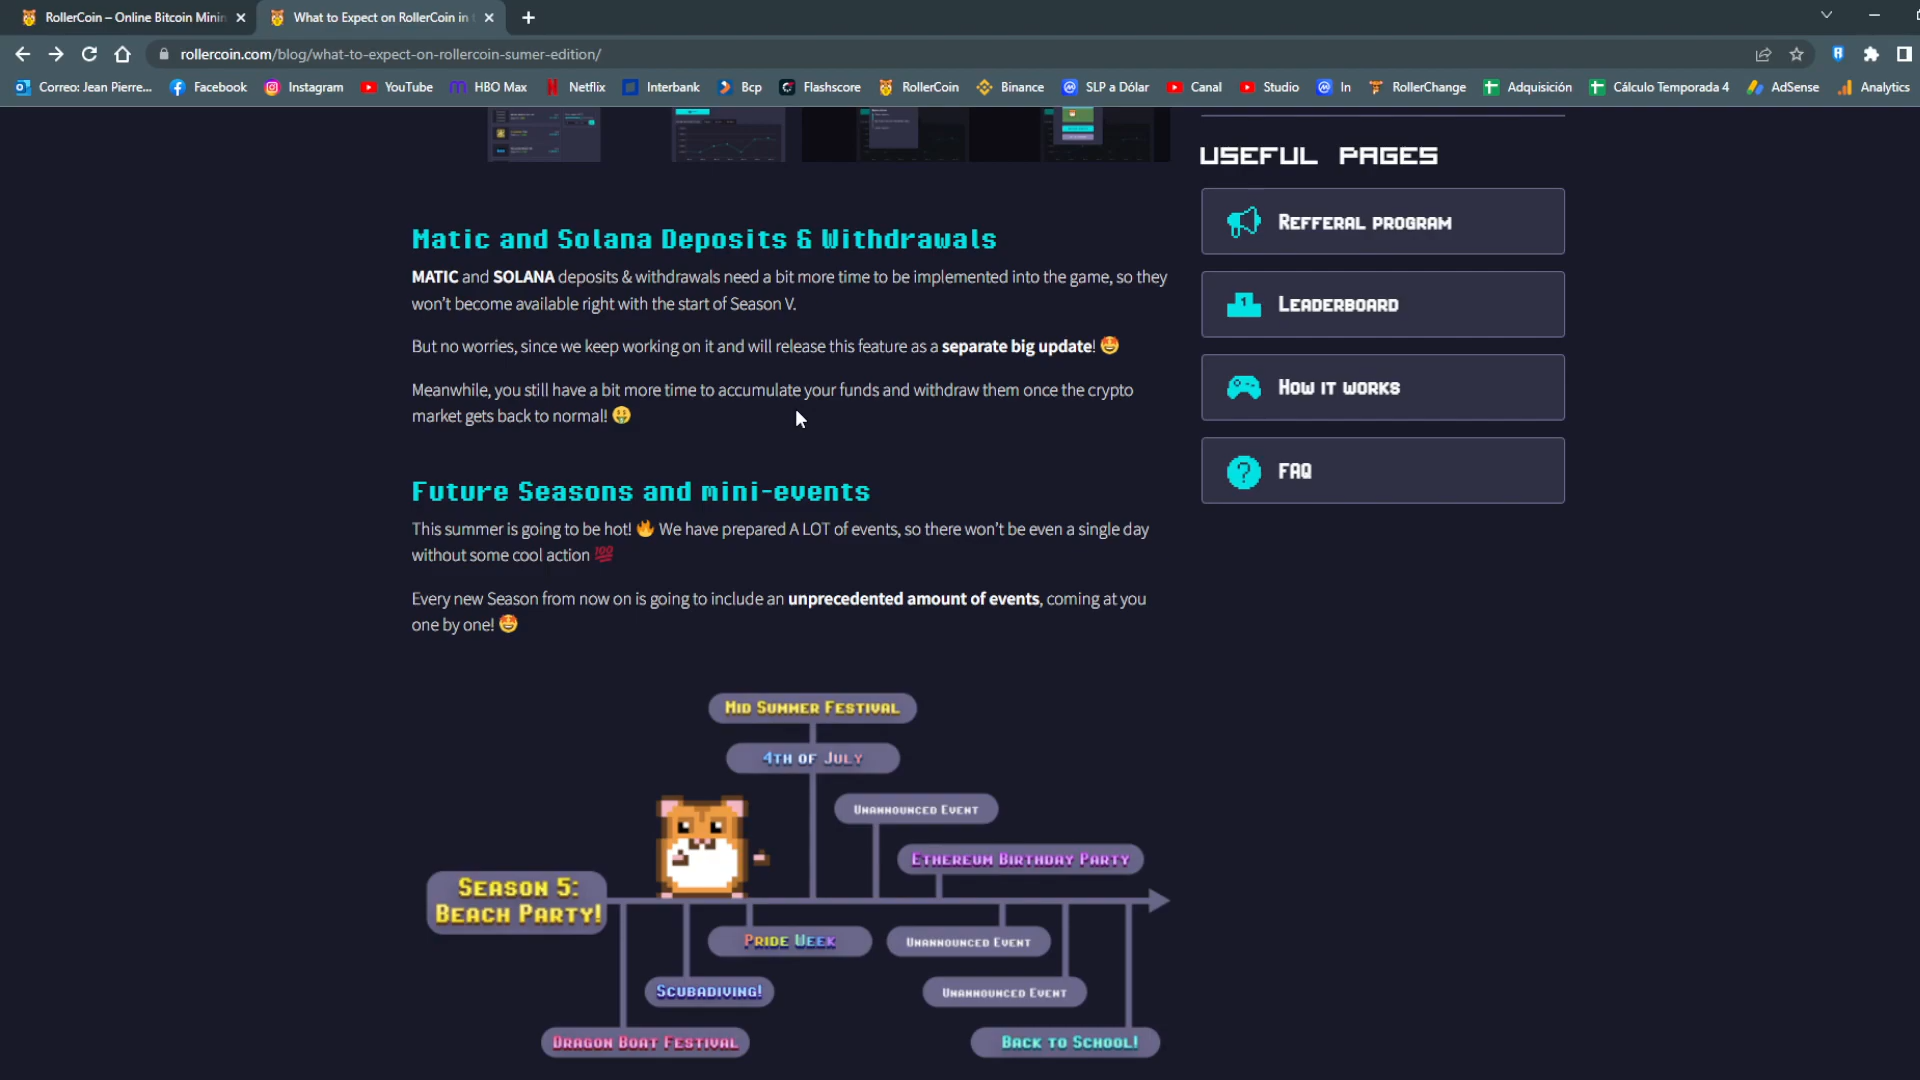 RollerCoin – Online Bitcoin Minin
What to Expect on RollerCoin in
rollercoin.com/blog/what-to-expect-on-rollercoin-sumer-edition/
Correo: Jean Pierre... Facebook Instagram YouTube HBO Max Netflix Interbank Bcp Flashscore RollerCoin Binance SLP a Dólar Canal Studio In RollerChange Adquisición Cálculo Temporada 4 AdSense Analytics
Matic and Solana Deposits & Withdrawals
MATIC and SOLANA deposits & withdrawals need a bit more time to be implemented into the game, so they
won't become available right with the start of Season V.
But no worries, since we keep working on it and will release this feature as a separate big update! 🤩
Meanwhile, you still have a bit more time to accumulate your funds and withdraw them once the crypto
market gets back to normal! 🤑
Future Seasons and mini-events
This summer is going to be hot! 🔥 We have prepared A LOT of events, so there won't be even a single day
without some cool action 💯
Every new Season from now on is going to include an unprecedented amount of events, coming at you
one by one! 🤩
Mid Summer Festival
4th of July
Unannounced Event
Ethereum Birthday Party
Season 5:
Beach Party!
Pride Week
Unannounced Event
Scubadiving!
Unannounced Event
Dragon Boat Festival
Back to School!
USEFUL PAGES
Refferal program
Leaderboard
How it works
FAQ